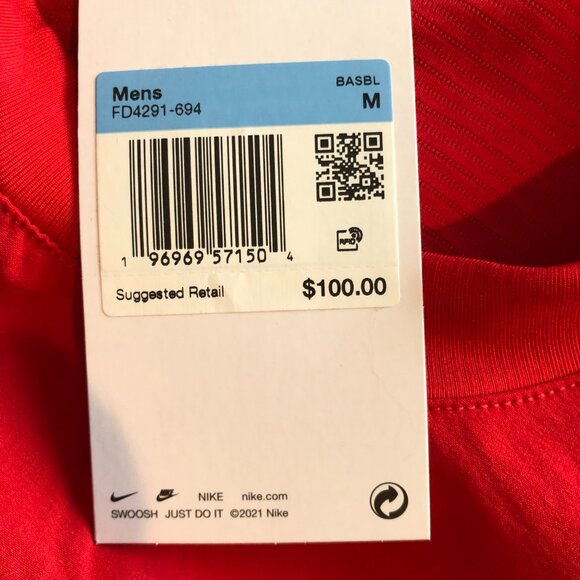 Mens BASBL
FD4291-694 M
RFID
1 96969 57150 4
Suggested Retail $100.00
NIKE nike.com
SWOOSH JUST DO IT ©2021 Nike